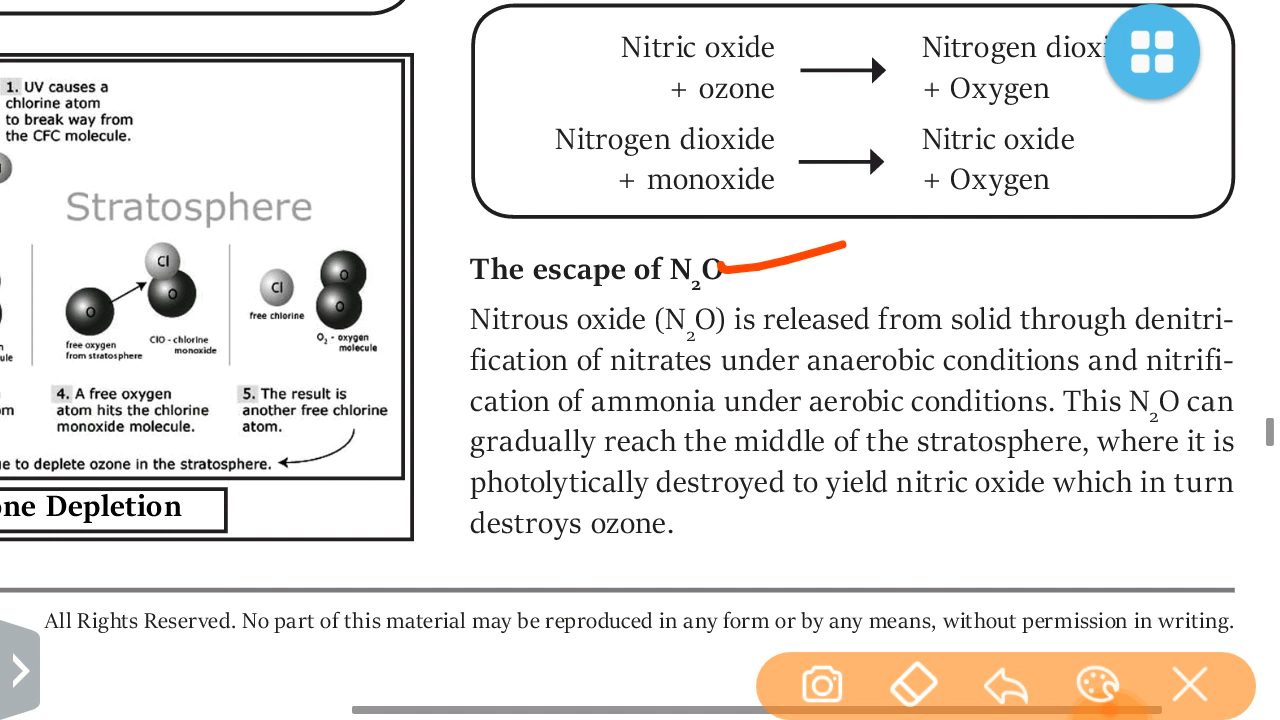 1. UV causes a
chlorine atom
to break way from
the CFC molecule.
Stratosphere
Cl
O
O
free oxygen
from stratosphere
ClO - chlorine
monoxide
Cl
free chlorine
O
O
O2 - oxygen
molecule
4. A free oxygen
atom hits the chlorine
monoxide molecule.
5. The result is
another free chlorine
atom.
to deplete ozone in the stratosphere.
Depletion
Nitric oxide
+ ozone
Nitrogen
+ Oxygen
Nitrogen dioxide
+ monoxide
Nitric oxide
+ Oxygen
The escape of N2O
Nitrous oxide (N2O) is released from solid through denitri-
fication of nitrates under anaerobic conditions and nitrifi-
cation of ammonia under aerobic conditions. This N2O can
gradually reach the middle of the stratosphere, where it is
photolytically destroyed to yield nitric oxide which in turn
destroys ozone.
All Rights Reserved. No part of this material may be reproduced in any form or by any means, without permission in writing.